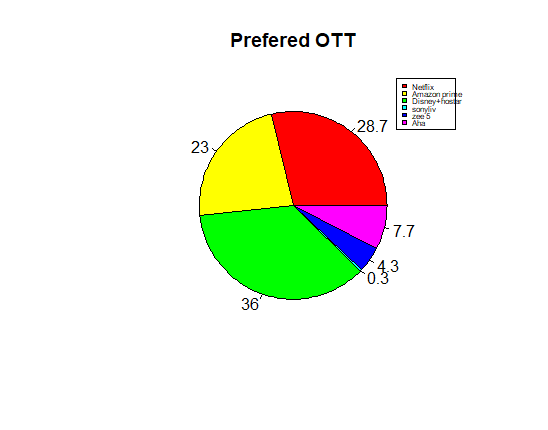 Prefered OTT
Netflix
Amazon prime
Disney+hostar
sonyliv
zee 5
Aha
28.7
23
36
0.3
4.3
7.7